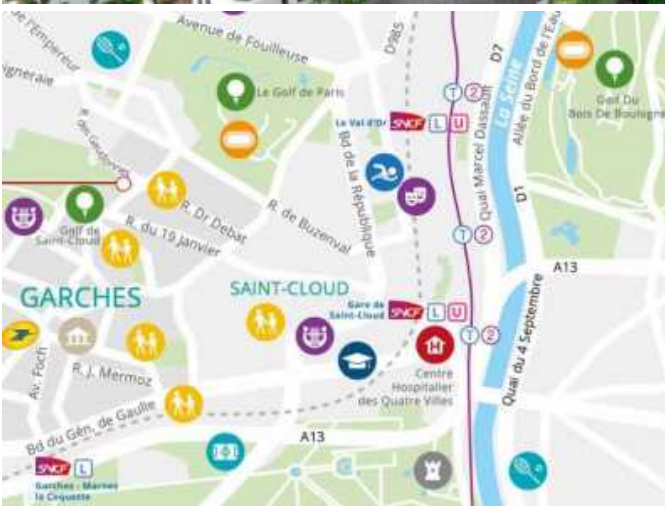 de l'Empereur
Avenue de Fouilleuse
D985
D7
La Seine
Allée du Bord de l'Eau
Le Golf de Paris
Golf Du
Bois De Boulogne
T 2
Quai Marcel Dassault
Le Val d'Or SNCF L U
Bd de la République
R. Dr Debat
R. de Buzenval
Golf de
Saint-Cloud
R. du 19 Janvier
D1
T 2
A13
GARCHES
SAINT-CLOUD
Gare de
Saint-Cloud SNCF L U
T 2
Quai du 4 Septembre
H
Centre
Hospitalier
des Quatre Villes
Av. Foch
R. J. Mermoz
Bd du Gén. de Gaulle
A13
SNCF L
Garches - Marnes
la Coquette